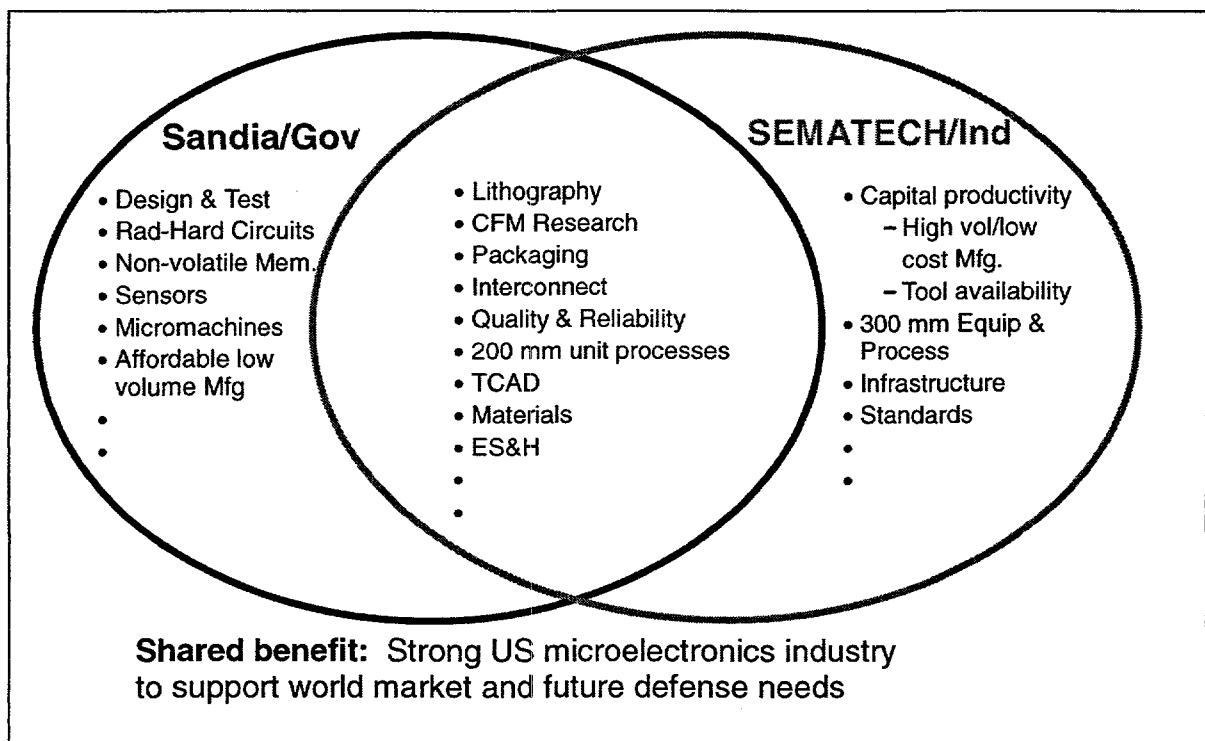 Sandia/Gov
• Design & Test
• Rad-Hard Circuits
• Non-volatile Mem.
• Sensors
• Micromachines
• Affordable low
volume Mfg
•
•
• Lithography
• CFM Research
• Packaging
• Interconnect
• Quality & Reliability
• 200 mm unit processes
• TCAD
• Materials
• ES&H
•
•
SEMATECH/Ind
• Capital productivity
– High vol/low
cost Mfg.
– Tool availability
• 300 mm Equip &
Process
• Infrastructure
• Standards
•
•
Shared benefit: Strong US microelectronics industry
to support world market and future defense needs